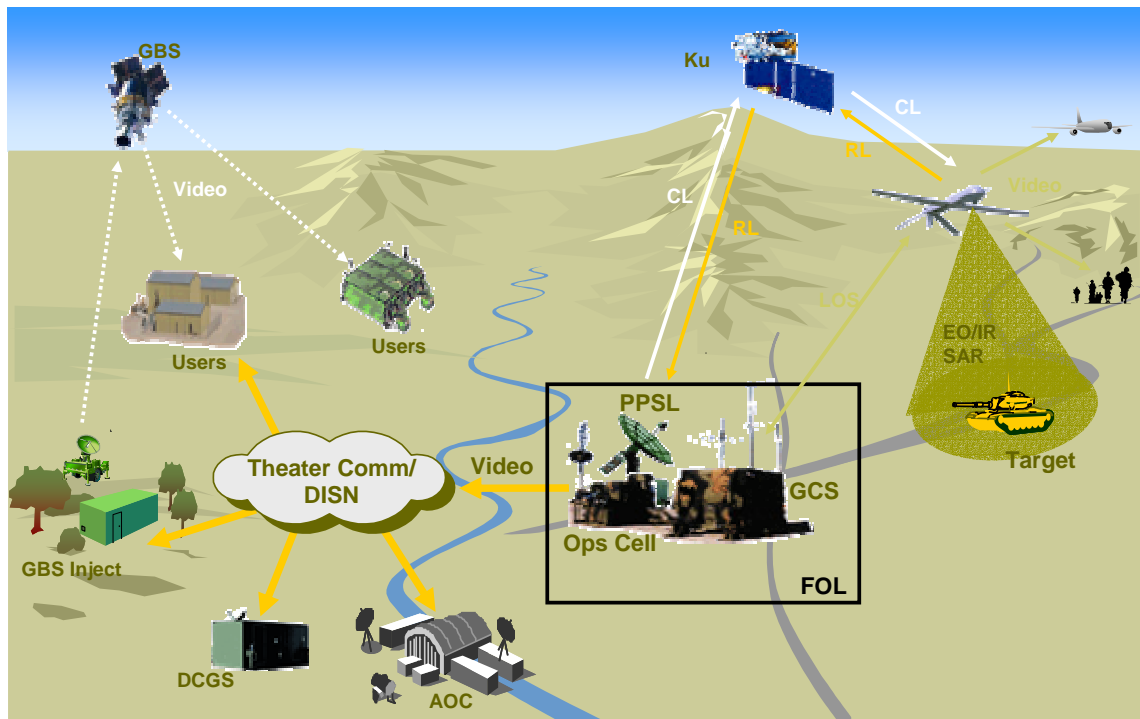 GBS
Ku
CL
RL
Video
Video
CL
RL
LOS
Users
Users
EO/IR
SAR
PPSL
Target
Theater Comm/
DISN
Video
GCS
Ops Cell
GBS Inject
FOL
DCGS
AOC